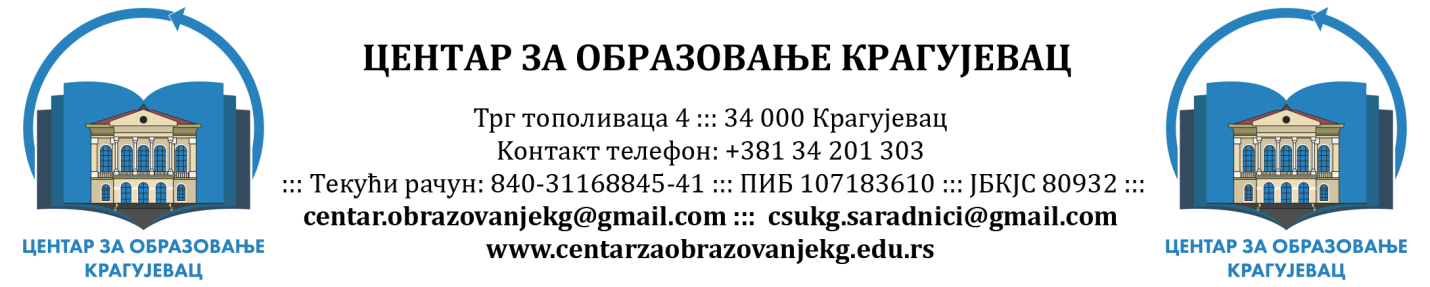 ЦЕНТАР ЗА ОБРАЗОВАЊЕ КРАГУЈЕВАЦ
Трг тополиваца 4 ::: 34 000 Крагујевац
Контакт телефон: +381 34 201 303
::: Текући рачун: 840-31168845-41 ::: ПИБ 107183610 ::: ЈБКЈС 80932 :::
centar.obrazovanjekg@gmail.com ::: csukg.saradnici@gmail.com
www.centarzaobrazovanjekg.edu.rs
ЦЕНТАР ЗА ОБРАЗОВАЊЕ
КРАГУЈЕВАЦ
ЦЕНТАР ЗА ОБРАЗОВАЊЕ
КРАГУЈЕВАЦ